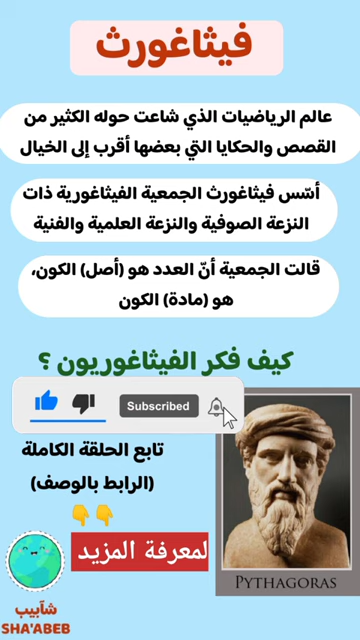 فيثاغورث
عالم الرياضيات الذي شاعت حوله الكثير من
القصص والحكايا التي بعضها أقرب إلى الخيال
أسّس فيثاغورث الجمعية الفيثاغورية ذات
النزعة الصوفية والنزعة العلمية والفنية
قالت الجمعية أنّ العدد هو (أصل) الكون،
هو (مادة) الكون
كيف فكر الفيثاغوريون ؟
Subscribed
تابع الحلقة الكاملة
(الرابط بالوصف)
لمعرفة المزيد
PYTHAGORAS
شآبيب
SHA'ABEB